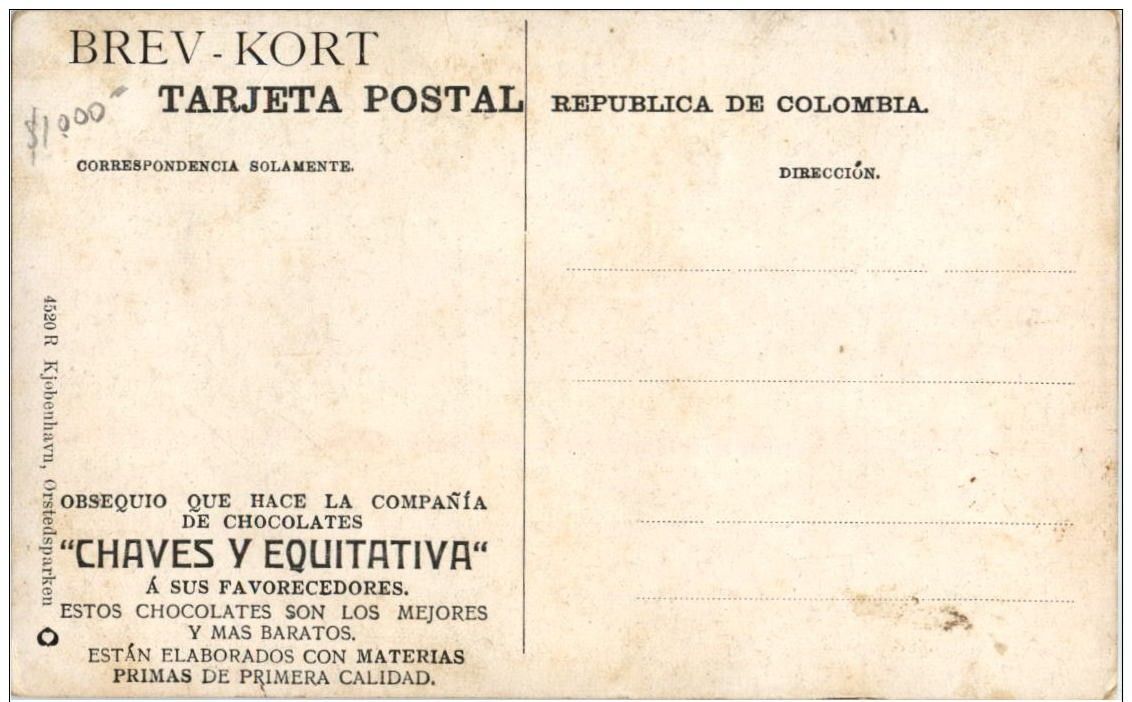 BREV-KORT
TARJETA POSTAL
REPUBLICA DE COLOMBIA.
$1000
CORRESPONDENCIA SOLAMENTE.
DIRECCIÓN.
4520 R Kjobenhavn, Orstedsparken
OBSEQUIO QUE HACE LA COMPAÑÍA
DE CHOCOLATES
"CHAVES Y EQUITATIVA"
Á SUS FAVORECEDORES.
ESTOS CHOCOLATES SON LOS MEJORES
Y MAS BARATOS.
ESTÁN ELABORADOS CON MATERIAS
PRIMAS DE PRIMERA CALIDAD.